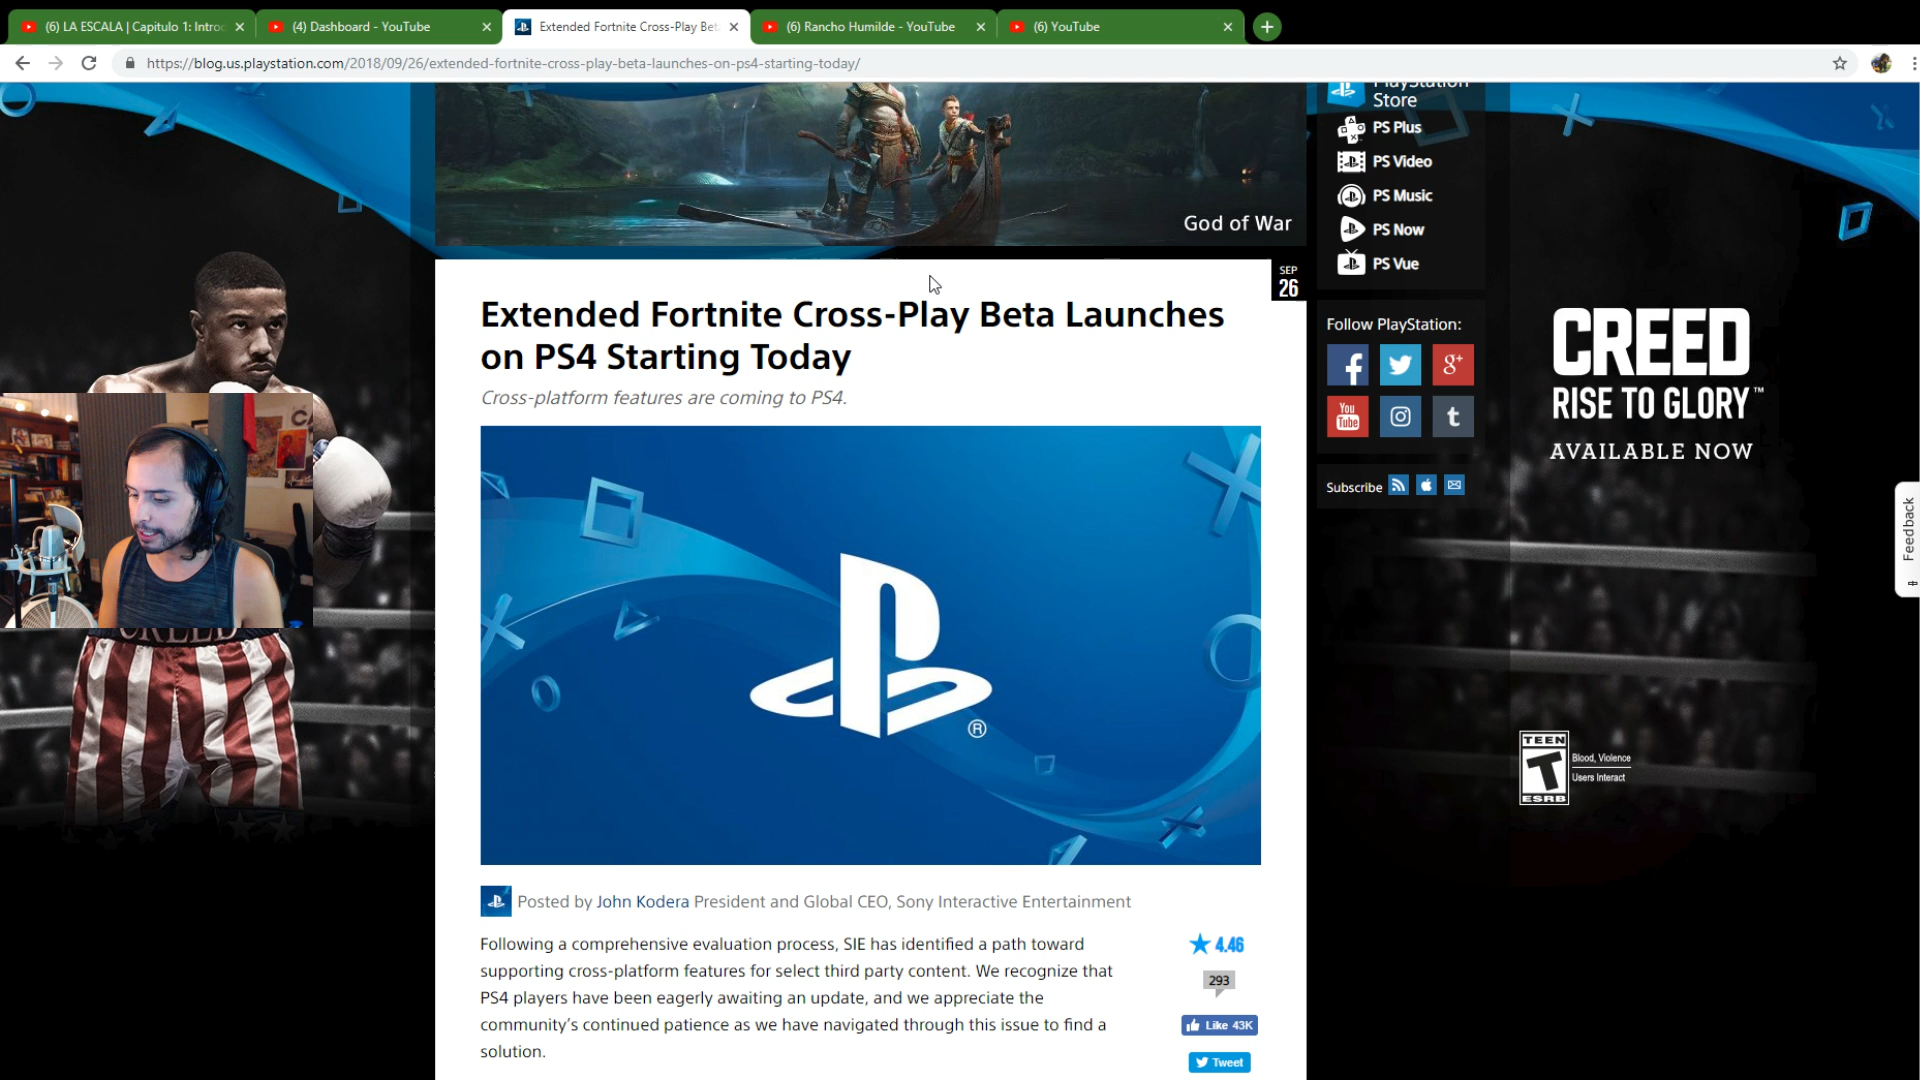 (6) LA ESCALA | Capitulo 1: Introc
(4) Dashboard - YouTube
Extended Fortnite Cross-Play Bet
(6) Rancho Humilde - YouTube
(6) YouTube
https://blog.us.playstation.com/2018/09/26/extended-fortnite-cross-play-beta-launches-on-ps4-starting-today/
God of War
PlayStation
Store
PS Plus
PS Video
PS Music
PS Now
PS Vue
SEP
26
Extended Fortnite Cross-Play Beta Launches
on PS4 Starting Today
Cross-platform features are coming to PS4.
Follow PlayStation:
f
g+
You
Tube
t
Subscribe
CREED
RISE TO GLORY™
AVAILABLE NOW
Feedback
®
TEEN
T
ESRB
Blood, Violence
Users Interact
CREED
Posted by John Kodera President and Global CEO, Sony Interactive Entertainment
Following a comprehensive evaluation process, SIE has identified a path toward
supporting cross-platform features for select third party content. We recognize that
PS4 players have been eagerly awaiting an update, and we appreciate the
community's continued patience as we have navigated through this issue to find a
solution.
4.46
293
Like 43K
Tweet